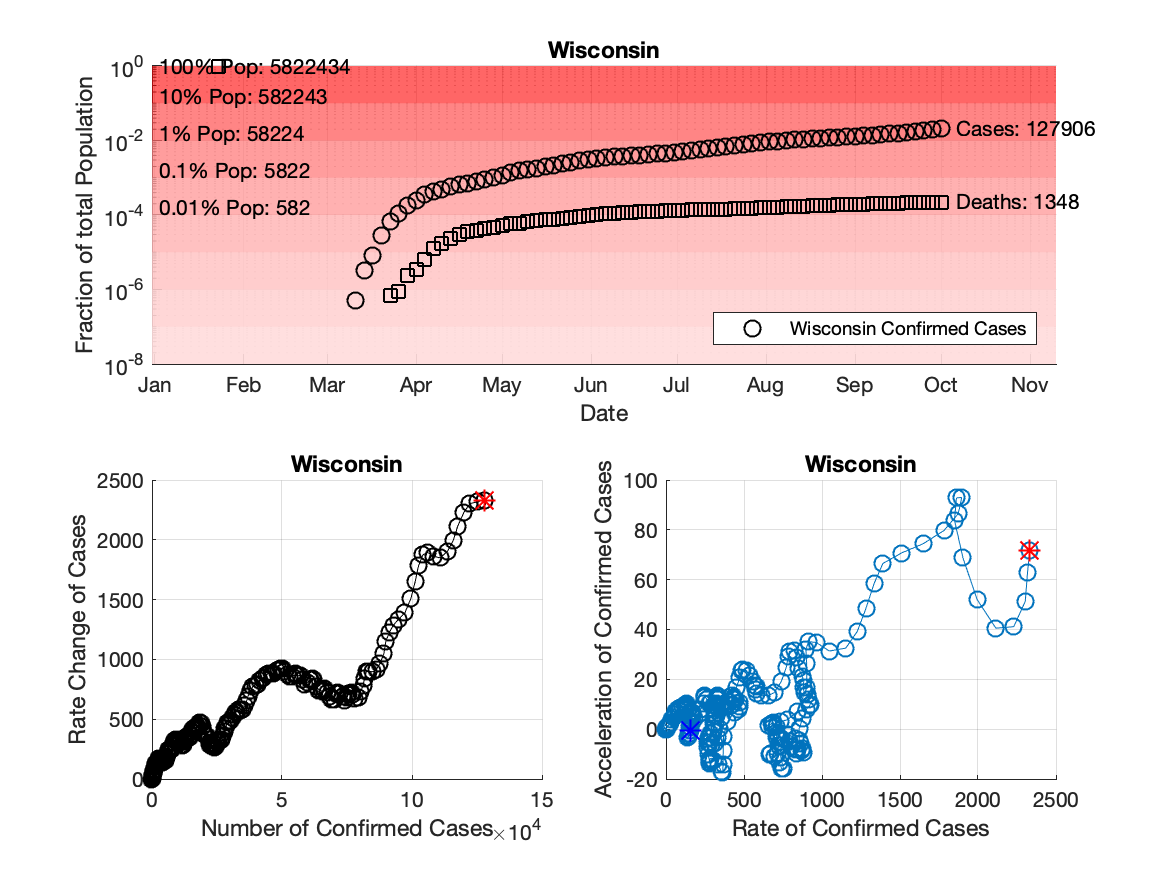 Wisconsin
10^0
10^-2
10^-4
10^-6
10^-8
Fraction of total Population
100% Pop: 5822434
10% Pop: 582243
1% Pop: 58224
0.1% Pop: 5822
0.01% Pop: 582
Cases: 127906
Deaths: 1348
Wisconsin Confirmed Cases
Jan Feb Mar Apr May Jun Jul Aug Sep Oct Nov
Date
Wisconsin
2500
2000
1500
1000
500
0
Rate Change of Cases
0 5 10 15
Number of Confirmed Cases ×10^4
Wisconsin
100
80
60
40
20
0
-20
Acceleration of Confirmed Cases
0 500 1000 1500 2000 2500
Rate of Confirmed Cases